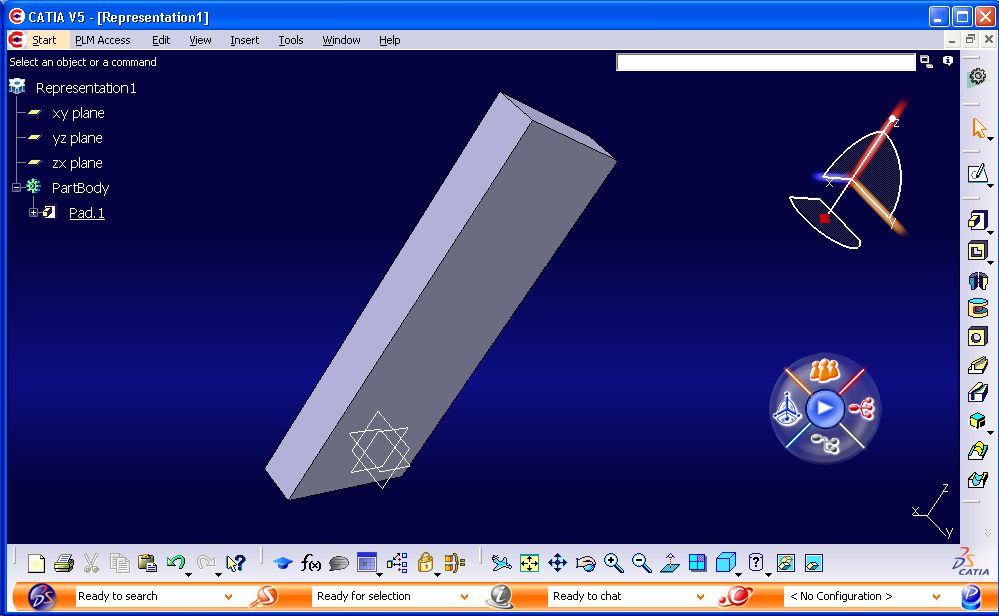 CATIA V5 - [Representation1]
Start PLM Access Edit View Insert Tools Window Help
Select an object or a command
Representation1
xy plane
yz plane
zx plane
PartBody
Pad.1
z
x
y
z
x
y
f(x)
CATIA
Ready to search Ready for selection Ready to chat < No Configuration >